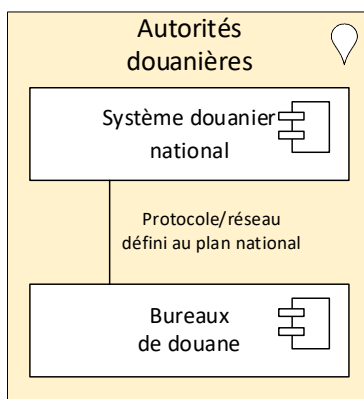 Autorités
douanières
Système douanier
national
Protocole/réseau
défini au plan national
Bureaux
de douane